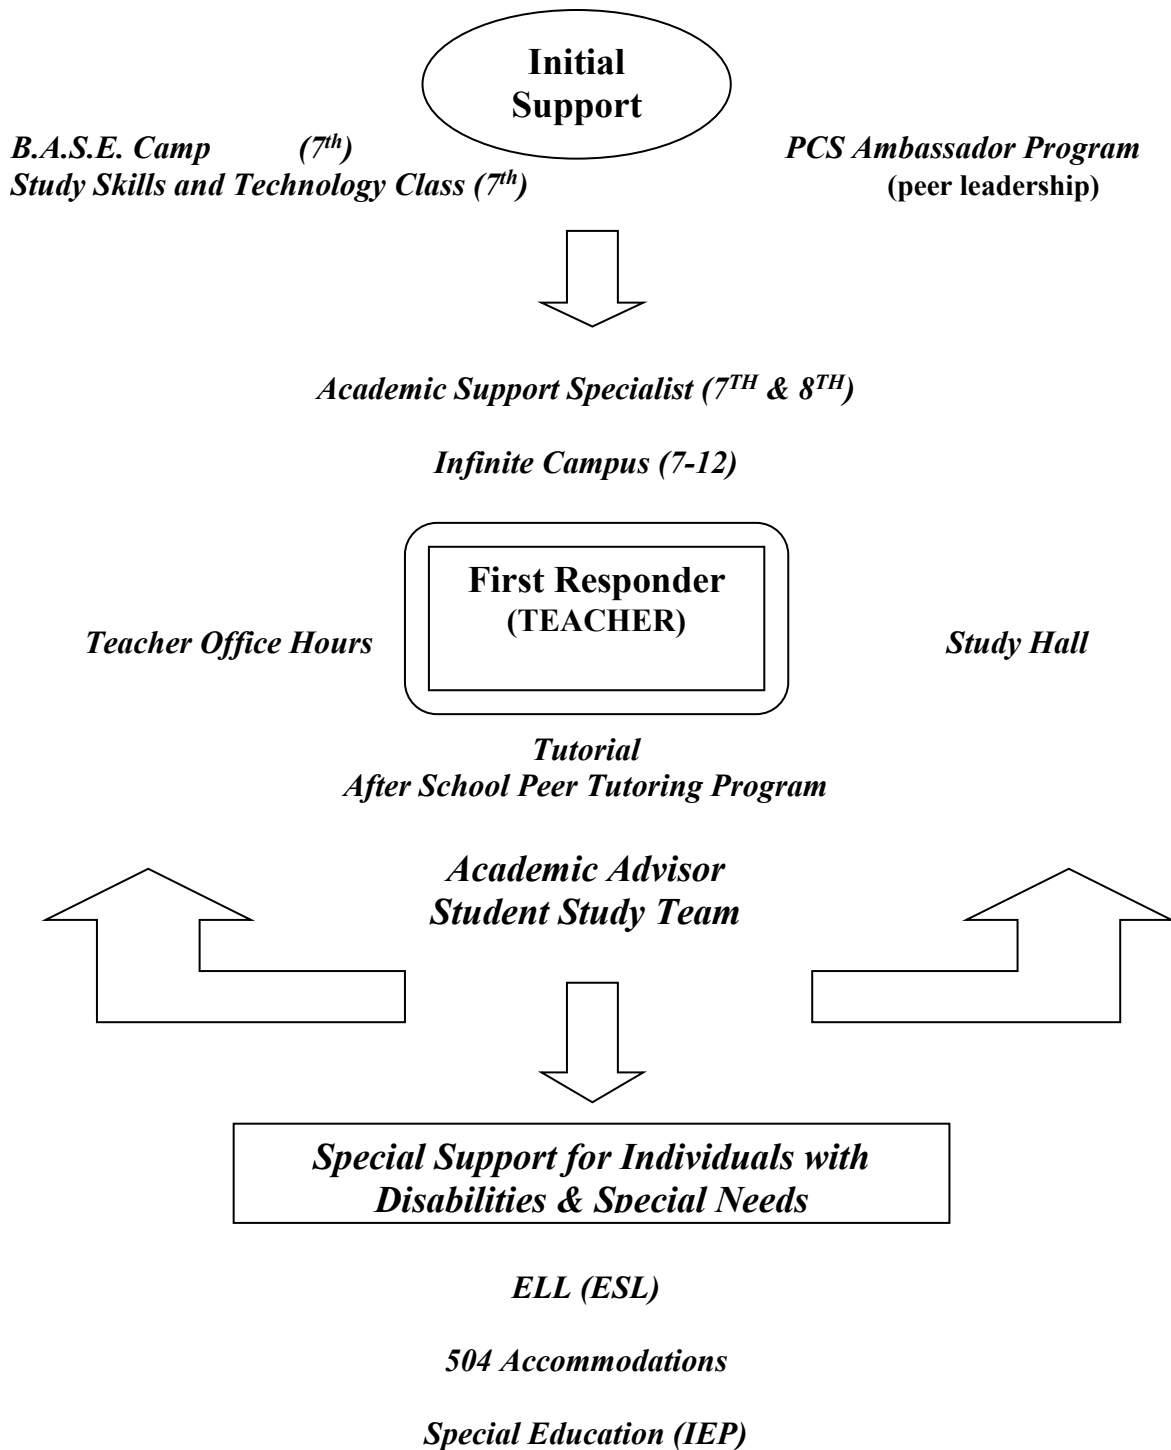 Initial
Support
B.A.S.E. Camp (7th)
Study Skills and Technology Class (7th)
PCS Ambassador Program
(peer leadership)
Academic Support Specialist (7TH & 8TH)
Infinite Campus (7-12)
First Responder
(TEACHER)
Teacher Office Hours
Study Hall
Tutorial
After School Peer Tutoring Program
Academic Advisor
Student Study Team
Special Support for Individuals with
Disabilities & Special Needs
ELL (ESL)
504 Accommodations
Special Education (IEP)